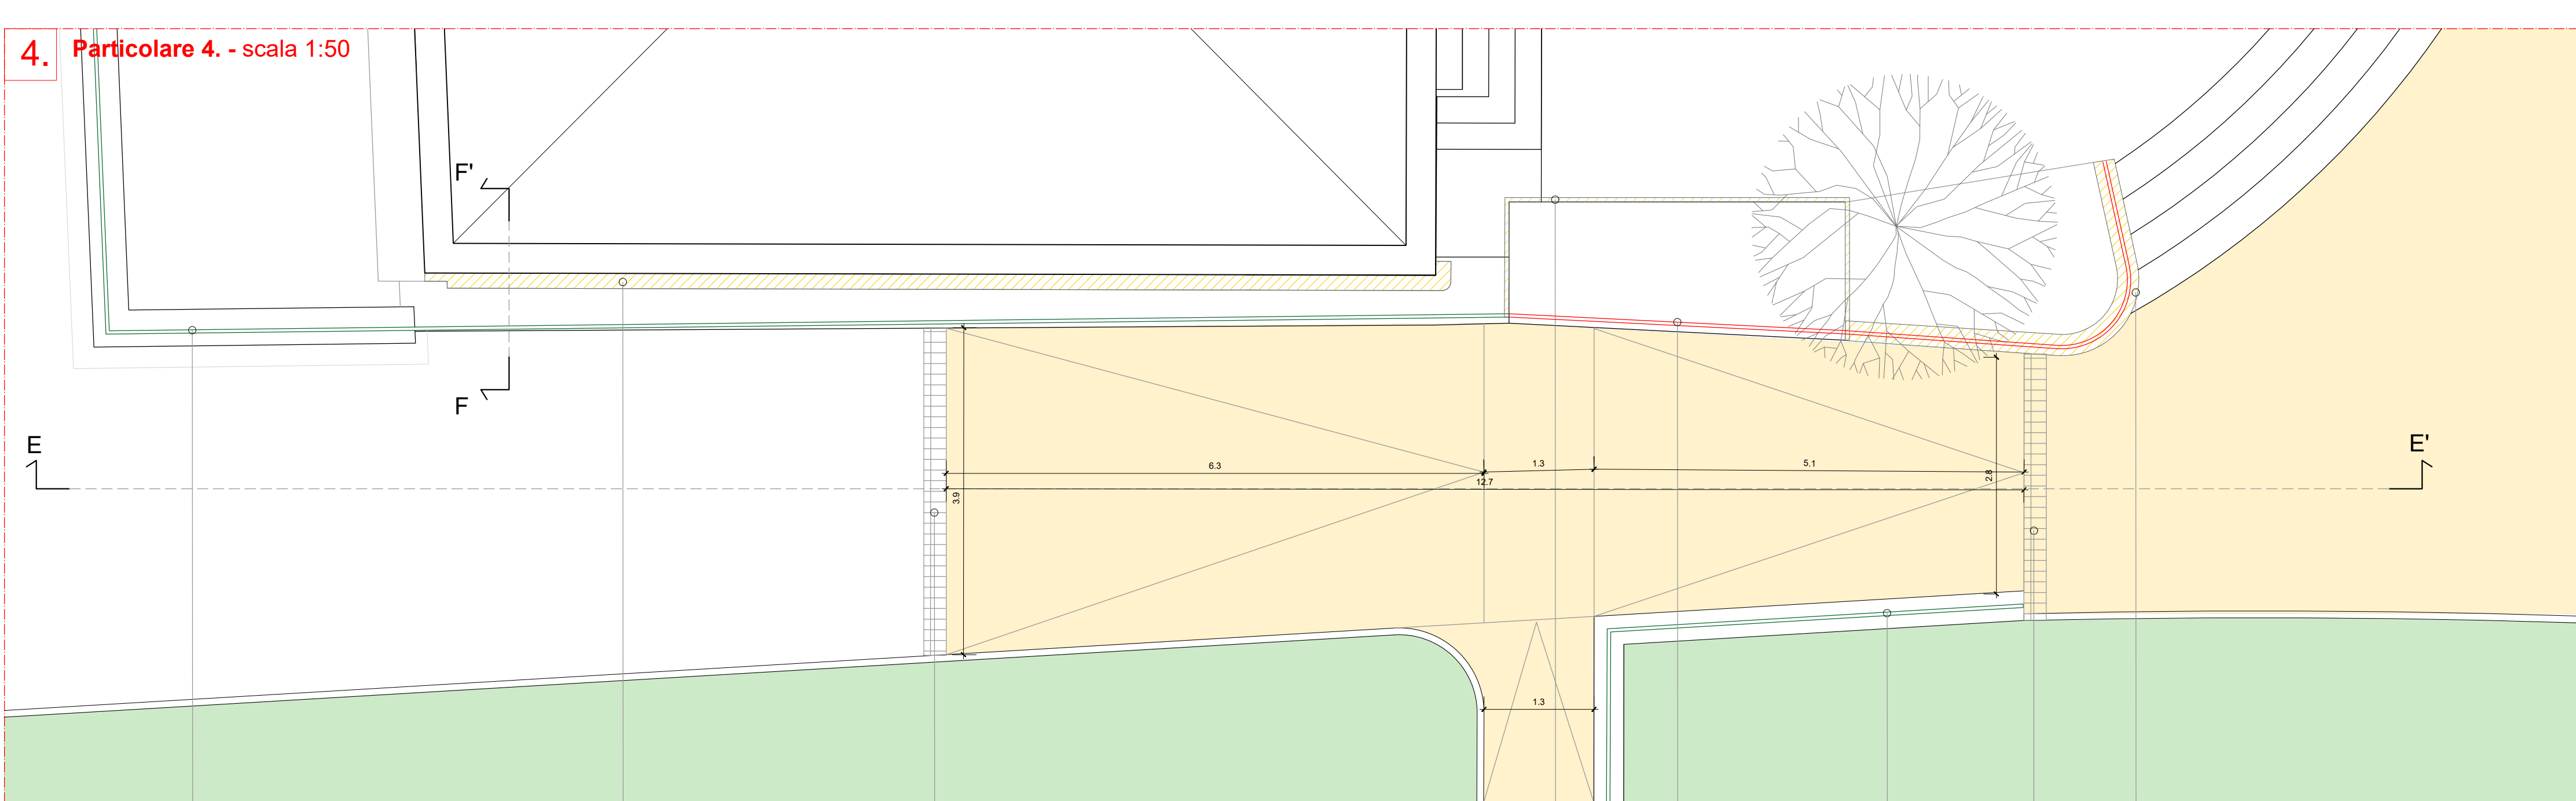 4.
Particolare 4. - scala 1:50
F'
F
E
E'
6.3
1.3
5.1
12.7
3.9
2.8
1.3